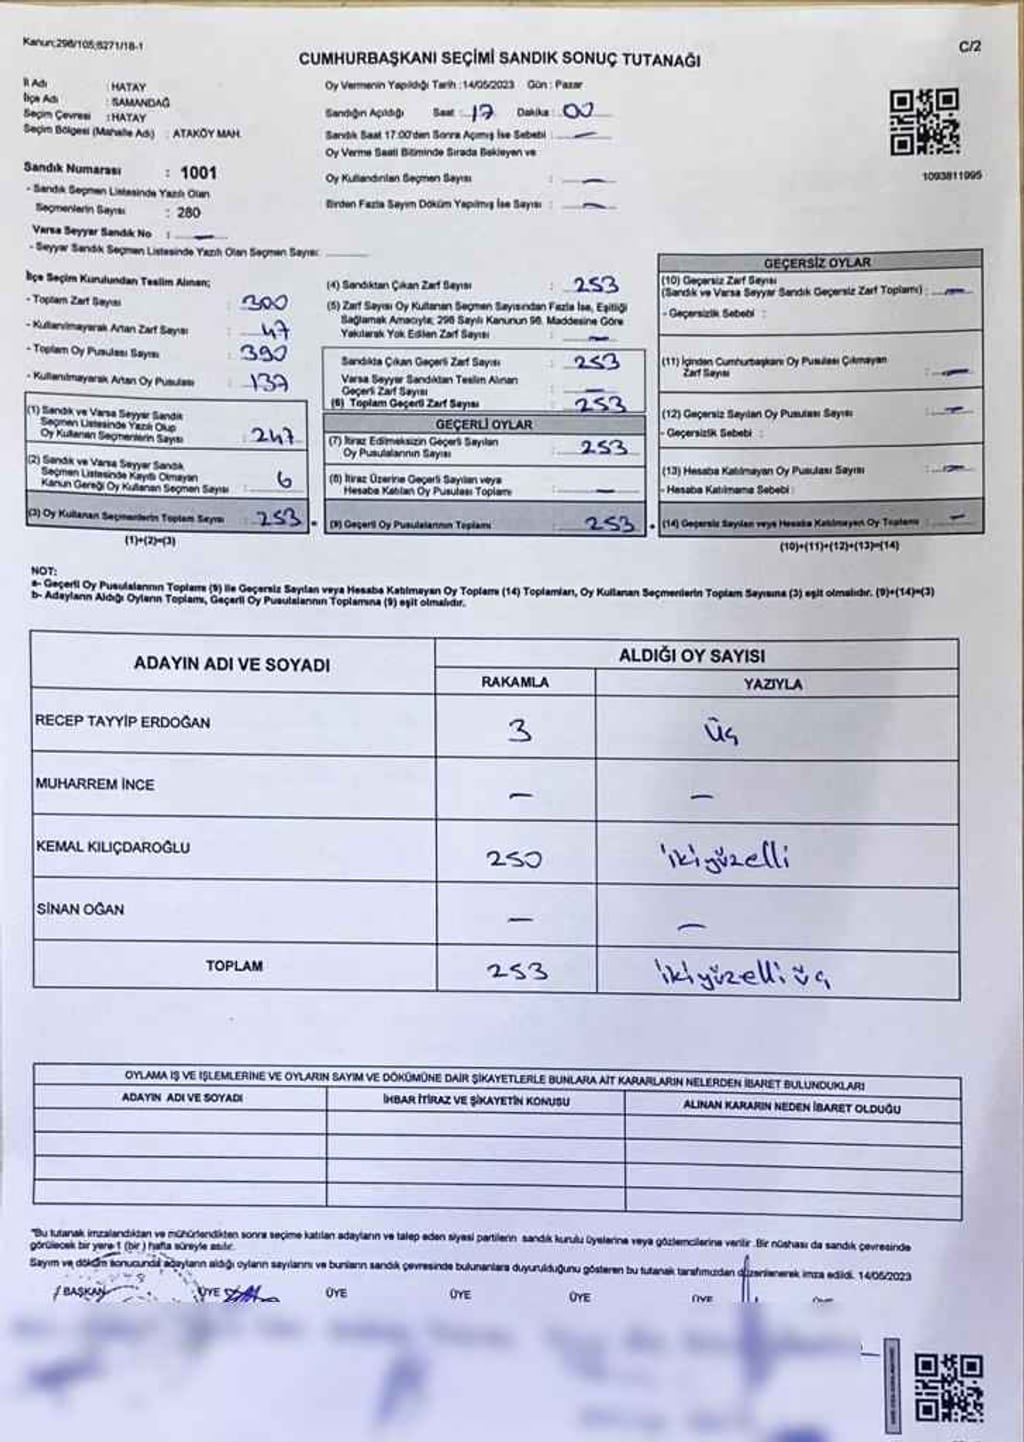 Kanun:298/105;6271/18-1
C/2
CUMHURBAŞKANI SEÇİMİ SANDIK SONUÇ TUTANAĞI
İl Adı : HATAY
İlçe Adı : SAMANDAĞ
Seçim Çevresi : HATAY
Seçim Bölgesi (Mahalle Adı) : ATAKÖY MAH.
Sandık Numarası : 1001
- Sandık Seçmen Listesinde Yazılı Olan
Seçmenlerin Sayısı : 280
Varsa Seyyar Sandık No : —
- Seyyar Sandık Seçmen Listesinde Yazılı Olan Seçmen Sayısı:
Oy Vermenin Yapıldığı Tarih : 14/05/2023 Gün : Pazar
Sandığın Açıldığı Saat : 17 Dakika : 00
Sandık Saat 17:00'den Sonra Açımış İse Sebebi : —
Oy Verme Saati Bitiminde Sırada Bekleyen ve
Oy Kullandırılan Seçmen Sayısı : —
Birden Fazla Sayım Döküm Yapılmış İse Sayısı : —
1093811995
İlçe Seçim Kurulundan Teslim Alınan;
- Toplam Zarf Sayısı : 300
- Kullanılmayarak Artan Zarf Sayısı : 47
- Toplam Oy Pusulası Sayısı : 390
- Kullanılmayarak Artan Oy Pusulası : 137
(1) Sandık ve Varsa Seyyar Sandık
Seçmen Listesinde Yazılı Olup
Oy Kullanan Seçmenlerin Sayısı : 247
(2) Sandık ve Varsa Seyyar Sandık
Seçmen Listesinde Kayıtlı Olmayan
Kanun Gereği Oy Kullanan Seçmen Sayısı : 6
(3) Oy Kullanan Seçmenlerin Toplam Sayısı : 253
(1)+(2)=(3)
(4) Sandıktan Çıkan Zarf Sayısı : 253
(5) Zarf Sayısı Oy Kullanan Seçmen Sayısından Fazla İse, Eşitliği
Sağlamak Amacıyla; 298 Sayılı Kanunun 98. Maddesine Göre
Yakılarak Yok Edilen Zarf Sayısı : —
Sandıkta Çıkan Geçerli Zarf Sayısı : 253
Varsa Seyyar Sandıktan Teslim Alınan
Geçerli Zarf Sayısı : —
(6) Toplam Geçerli Zarf Sayısı : 253
GEÇERLİ OYLAR
(7) İtiraz Edilmeksizin Geçerli Sayılan
Oy Pusulalarının Sayısı : 253
(8) İtiraz Üzerine Geçerli Sayılan veya
Hesaba Katılan Oy Pusulası Toplamı : —
(9) Geçerli Oy Pusulalarının Toplamı : 253
GEÇERSİZ OYLAR
(10) Geçersiz Zarf Sayısı
(Sandık ve Varsa Seyyar Sandık Geçersiz Zarf Toplamı) : —
- Geçersizlik Sebebi :
(11) İçinden Cumhurbaşkanı Oy Pusulası Çıkmayan
Zarf Sayısı : —
(12) Geçersiz Sayılan Oy Pusulası Sayısı : —
- Geçersizlik Sebebi :
(13) Hesaba Katılmayan Oy Pusulası Sayısı : —
- Hesaba Katılmama Sebebi :
(14) Geçersiz Sayılan veya Hesaba Katılmayan Oy Toplamı : —
(10)+(11)+(12)+(13)=(14)
NOT:
a- Geçerli Oy Pusulalarının Toplamı (9) ile Geçersiz Sayılan veya Hesaba Katılmayan Oy Toplamı (14) Toplamları, Oy Kullanan Seçmenlerin Toplam Sayısına (3) eşit olmalıdır. (9)+(14)=(3)
b- Adayların Aldığı Oyların Toplamı, Geçerli Oy Pusulalarının Toplamına (9) eşit olmalıdır.
ADAYIN ADI VE SOYADI
ALDIĞI OY SAYISI
RAKAMLA YAZIYLA
RECEP TAYYİP ERDOĞAN 3 Üç
MUHARREM İNCE — —
KEMAL KILIÇDAROĞLU 250 ikiyüzelli
SİNAN OĞAN — —
TOPLAM 253 ikiyüzelli üç
OYLAMA İŞ VE İŞLEMLERİNE VE OYLARIN SAYIM VE DÖKÜMÜNE DAİR ŞİKAYETLERLE BUNLARA AİT KARARLARIN NELERDEN İBARET BULUNDUKLARI
ADAYIN ADI VE SOYADI İHBAR İTİRAZ VE ŞİKAYETİN KONUSU ALINAN KARARIN NEDEN İBARET OLDUĞU
"Bu tutanak imzalandıktan ve mühürlendikten sonra seçime katılan adayların ve talep eden siyasi partilerin sandık kurulu üyelerine veya gözlemcilerine verilir. Bir nüshası da sandık çevresinde
görülecek bir yere 1 (bir) hafta süreyle asılır.
Sayım ve döküm sonucunda adayların aldığı oyların sayılarını ve bunların sandık çevresinde bulunanlara duyurulduğunu gösteren bu tutanak tarafımızdan düzenlenerek imza edildi. 14/05/2023
BAŞKAN ÜYE ÜYE ÜYE ÜYE ÜYE